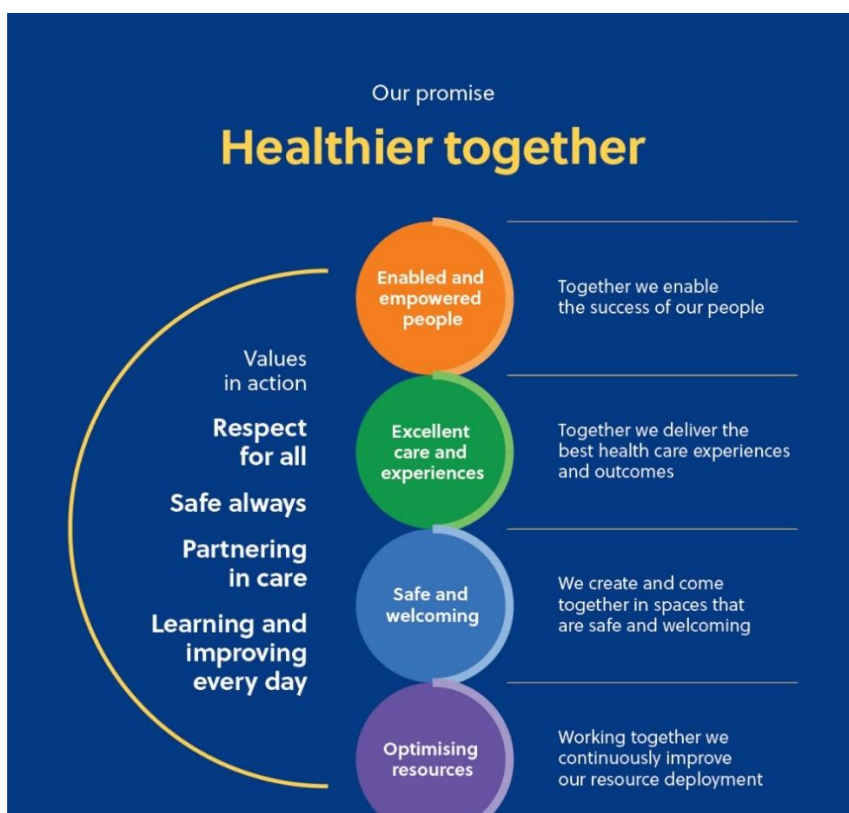 Our promise
Healthier together
Values
in action
Respect
for all
Safe always
Partnering
in care
Learning and
improving
every day
Enabled and
empowered
people
Together we enable
the success of our people
Excellent
care and
experiences
Together we deliver the
best health care experiences
and outcomes
Safe and
welcoming
We create and come
together in spaces that
are safe and welcoming
Optimising
resources
Working together we
continuously improve
our resource deployment